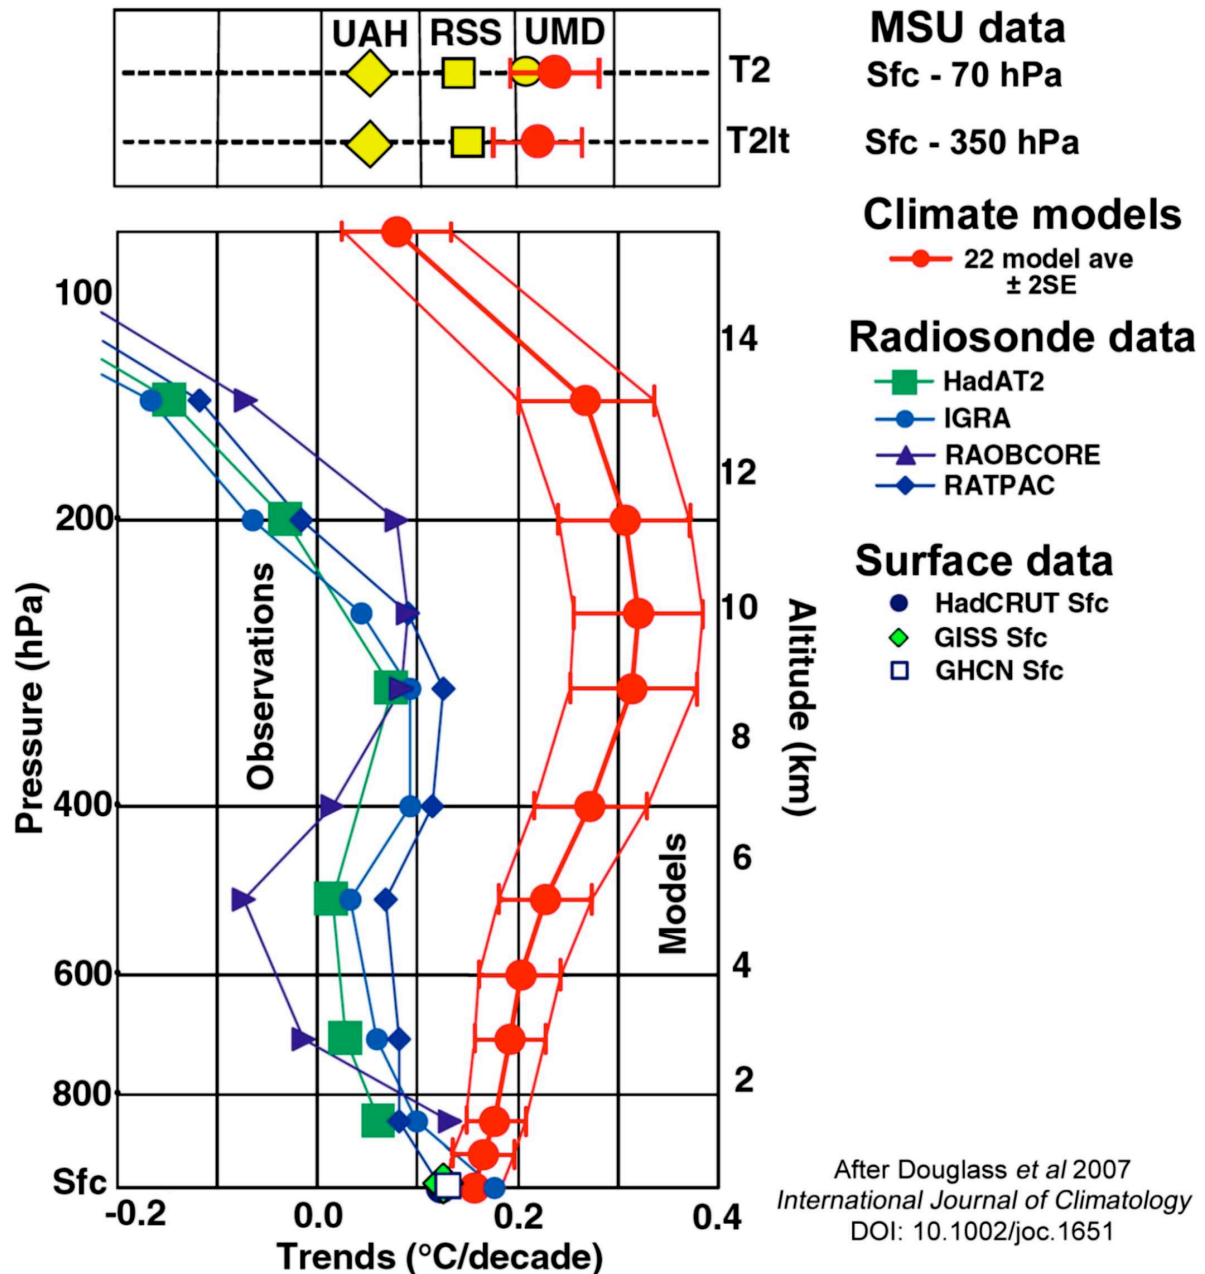 UAH RSS UMD
T2
T2lt
MSU data
Sfc - 70 hPa
Sfc - 350 hPa
Climate models
22 model ave
± 2SE
Radiosonde data
HadAT2
IGRA
RAOBCORE
RATPAC
Surface data
HadCRUT Sfc
GISS Sfc
GHCN Sfc
Pressure (hPa)
100
200
400
600
800
Sfc
Observations
Models
14
12
10
8
6
4
2
Altitude (km)
-0.2 0.0 0.2 0.4
Trends (°C/decade)
After Douglass et al 2007
International Journal of Climatology
DOI: 10.1002/joc.1651